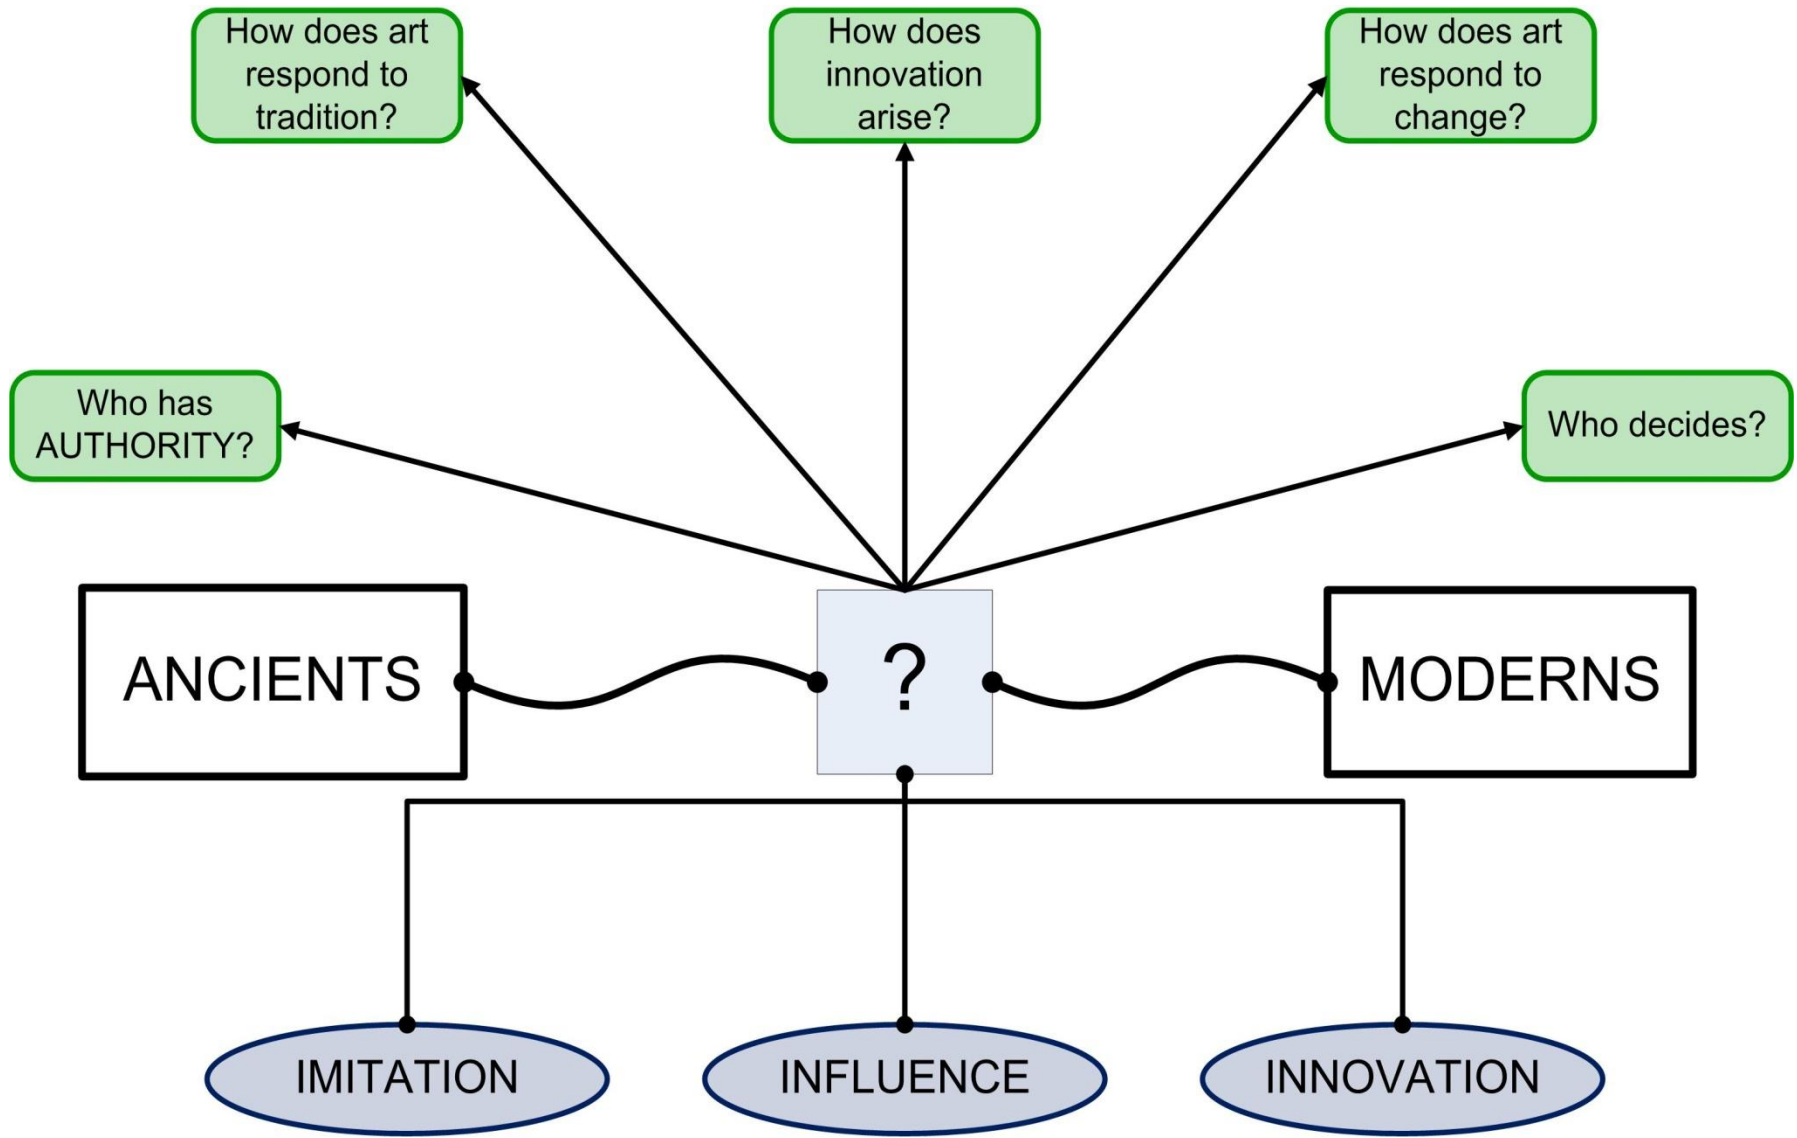 How does art
respond to
tradition?
How does
innovation
arise?
How does art
respond to
change?
Who has
AUTHORITY?
Who decides?
ANCIENTS
?
MODERNS
IMITATION
INFLUENCE
INNOVATION